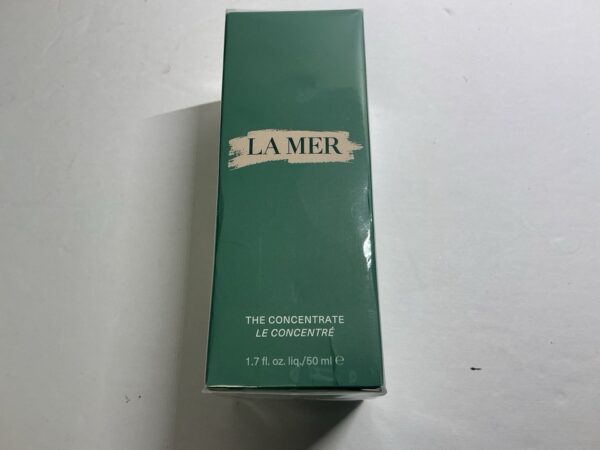 LA MER
THE CONCENTRATE
LE CONCENTRÉ
1.7 fl. oz. liq./50 ml ℮